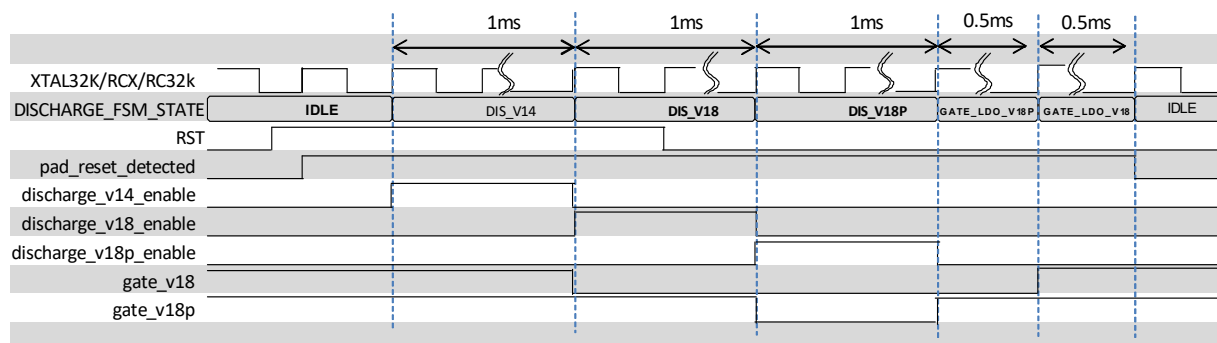 1ms 1ms 1ms 0.5ms 0.5ms
XTAL32K/RCX/RC32k
DISCHARGE_FSM_STATE IDLE DIS_V14 DIS_V18 DIS_V18P GATE_LDO_V18P GATE_LDO_V18 IDLE
RST
pad_reset_detected
discharge_v14_enable
discharge_v18_enable
discharge_v18p_enable
gate_v18
gate_v18p